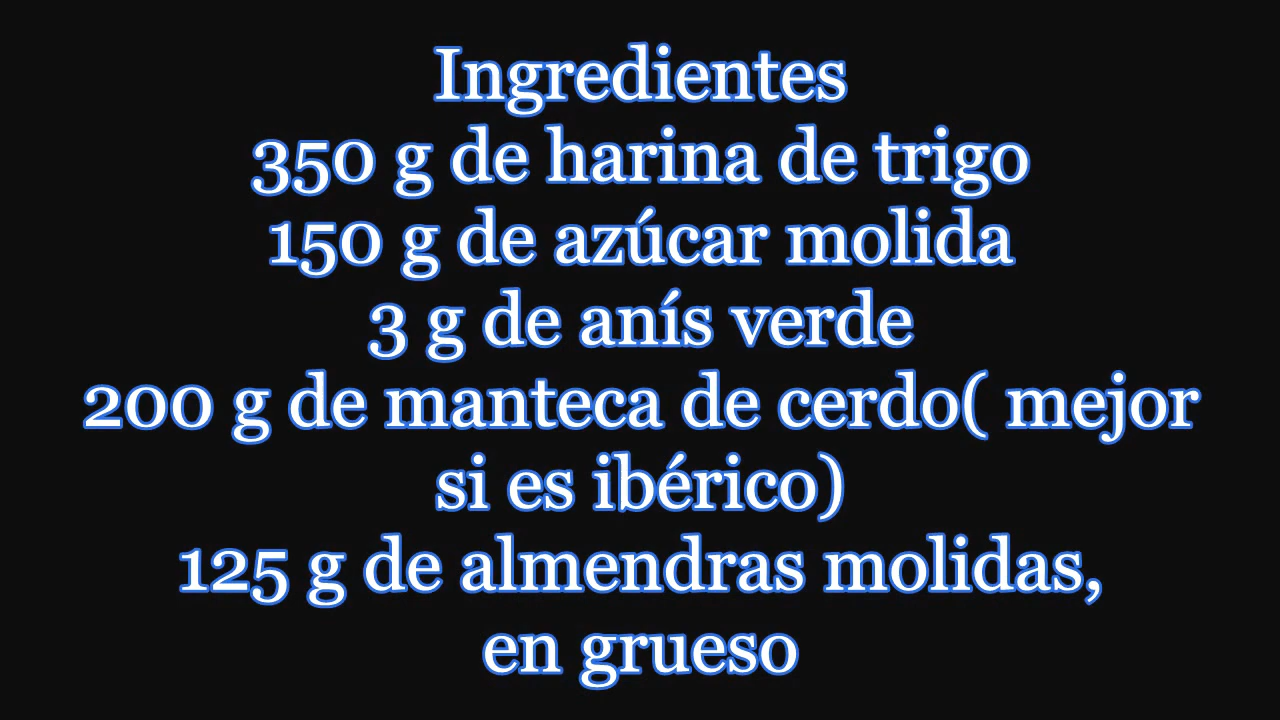 Ingredientes
350 g de harina de trigo
150 g de azúcar molida
3 g de anís verde
200 g de manteca de cerdo( mejor
si es ibérico)
125 g de almendras molidas,
en grueso